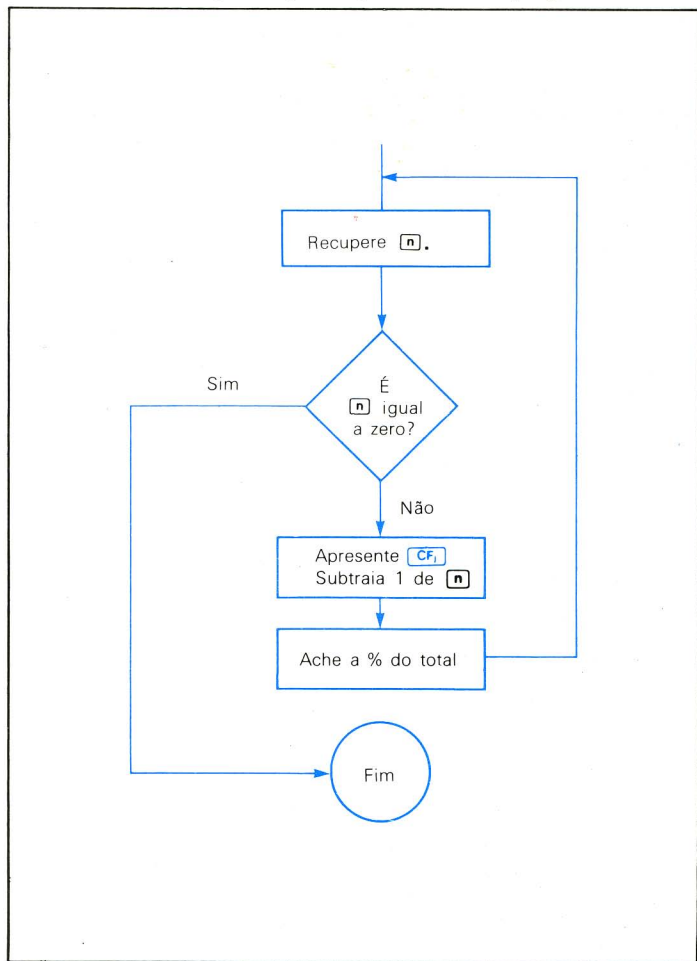 Recupere n.
Sim
É
n igual
a zero?
Não
Apresente CFj
Subtraia 1 de n
Ache a % do total
Fim